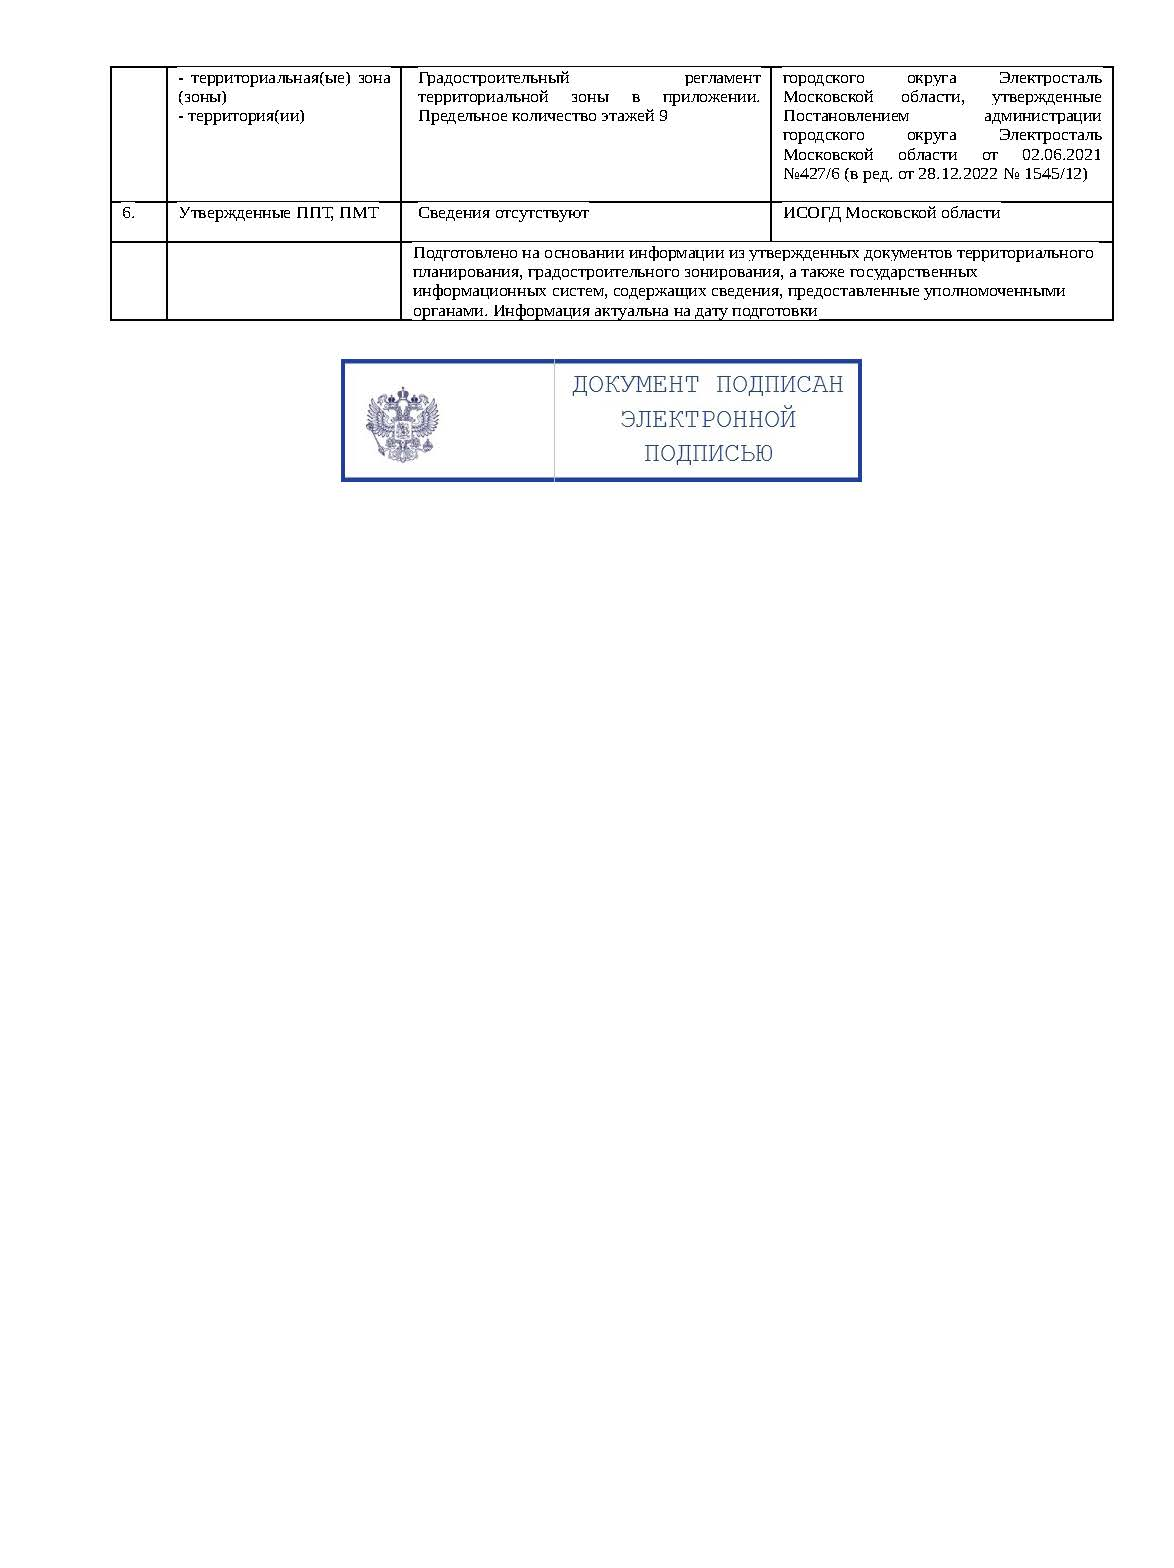 - территориальная(ые) зона
(зоны)
- территория(ии)
Градостроительный регламент
территориальной зоны в приложении.
Предельное количество этажей 9
городского округа Электросталь
Московской области, утвержденные
Постановлением администрации
городского округа Электросталь
Московской области от 02.06.2021
№427/6 (в ред. от 28.12.2022 № 1545/12)
6.
Утвержденные ППТ, ПМТ
Сведения отсутствуют
ИСОГД Московской области
Подготовлено на основании информации из утвержденных документов территориального
планирования, градостроительного зонирования, а также государственных
информационных систем, содержащих сведения, предоставленные уполномоченными
органами. Информация актуальна на дату подготовки
ДОКУМЕНТ ПОДПИСАН
ЭЛЕКТРОННОЙ
ПОДПИСЬЮ